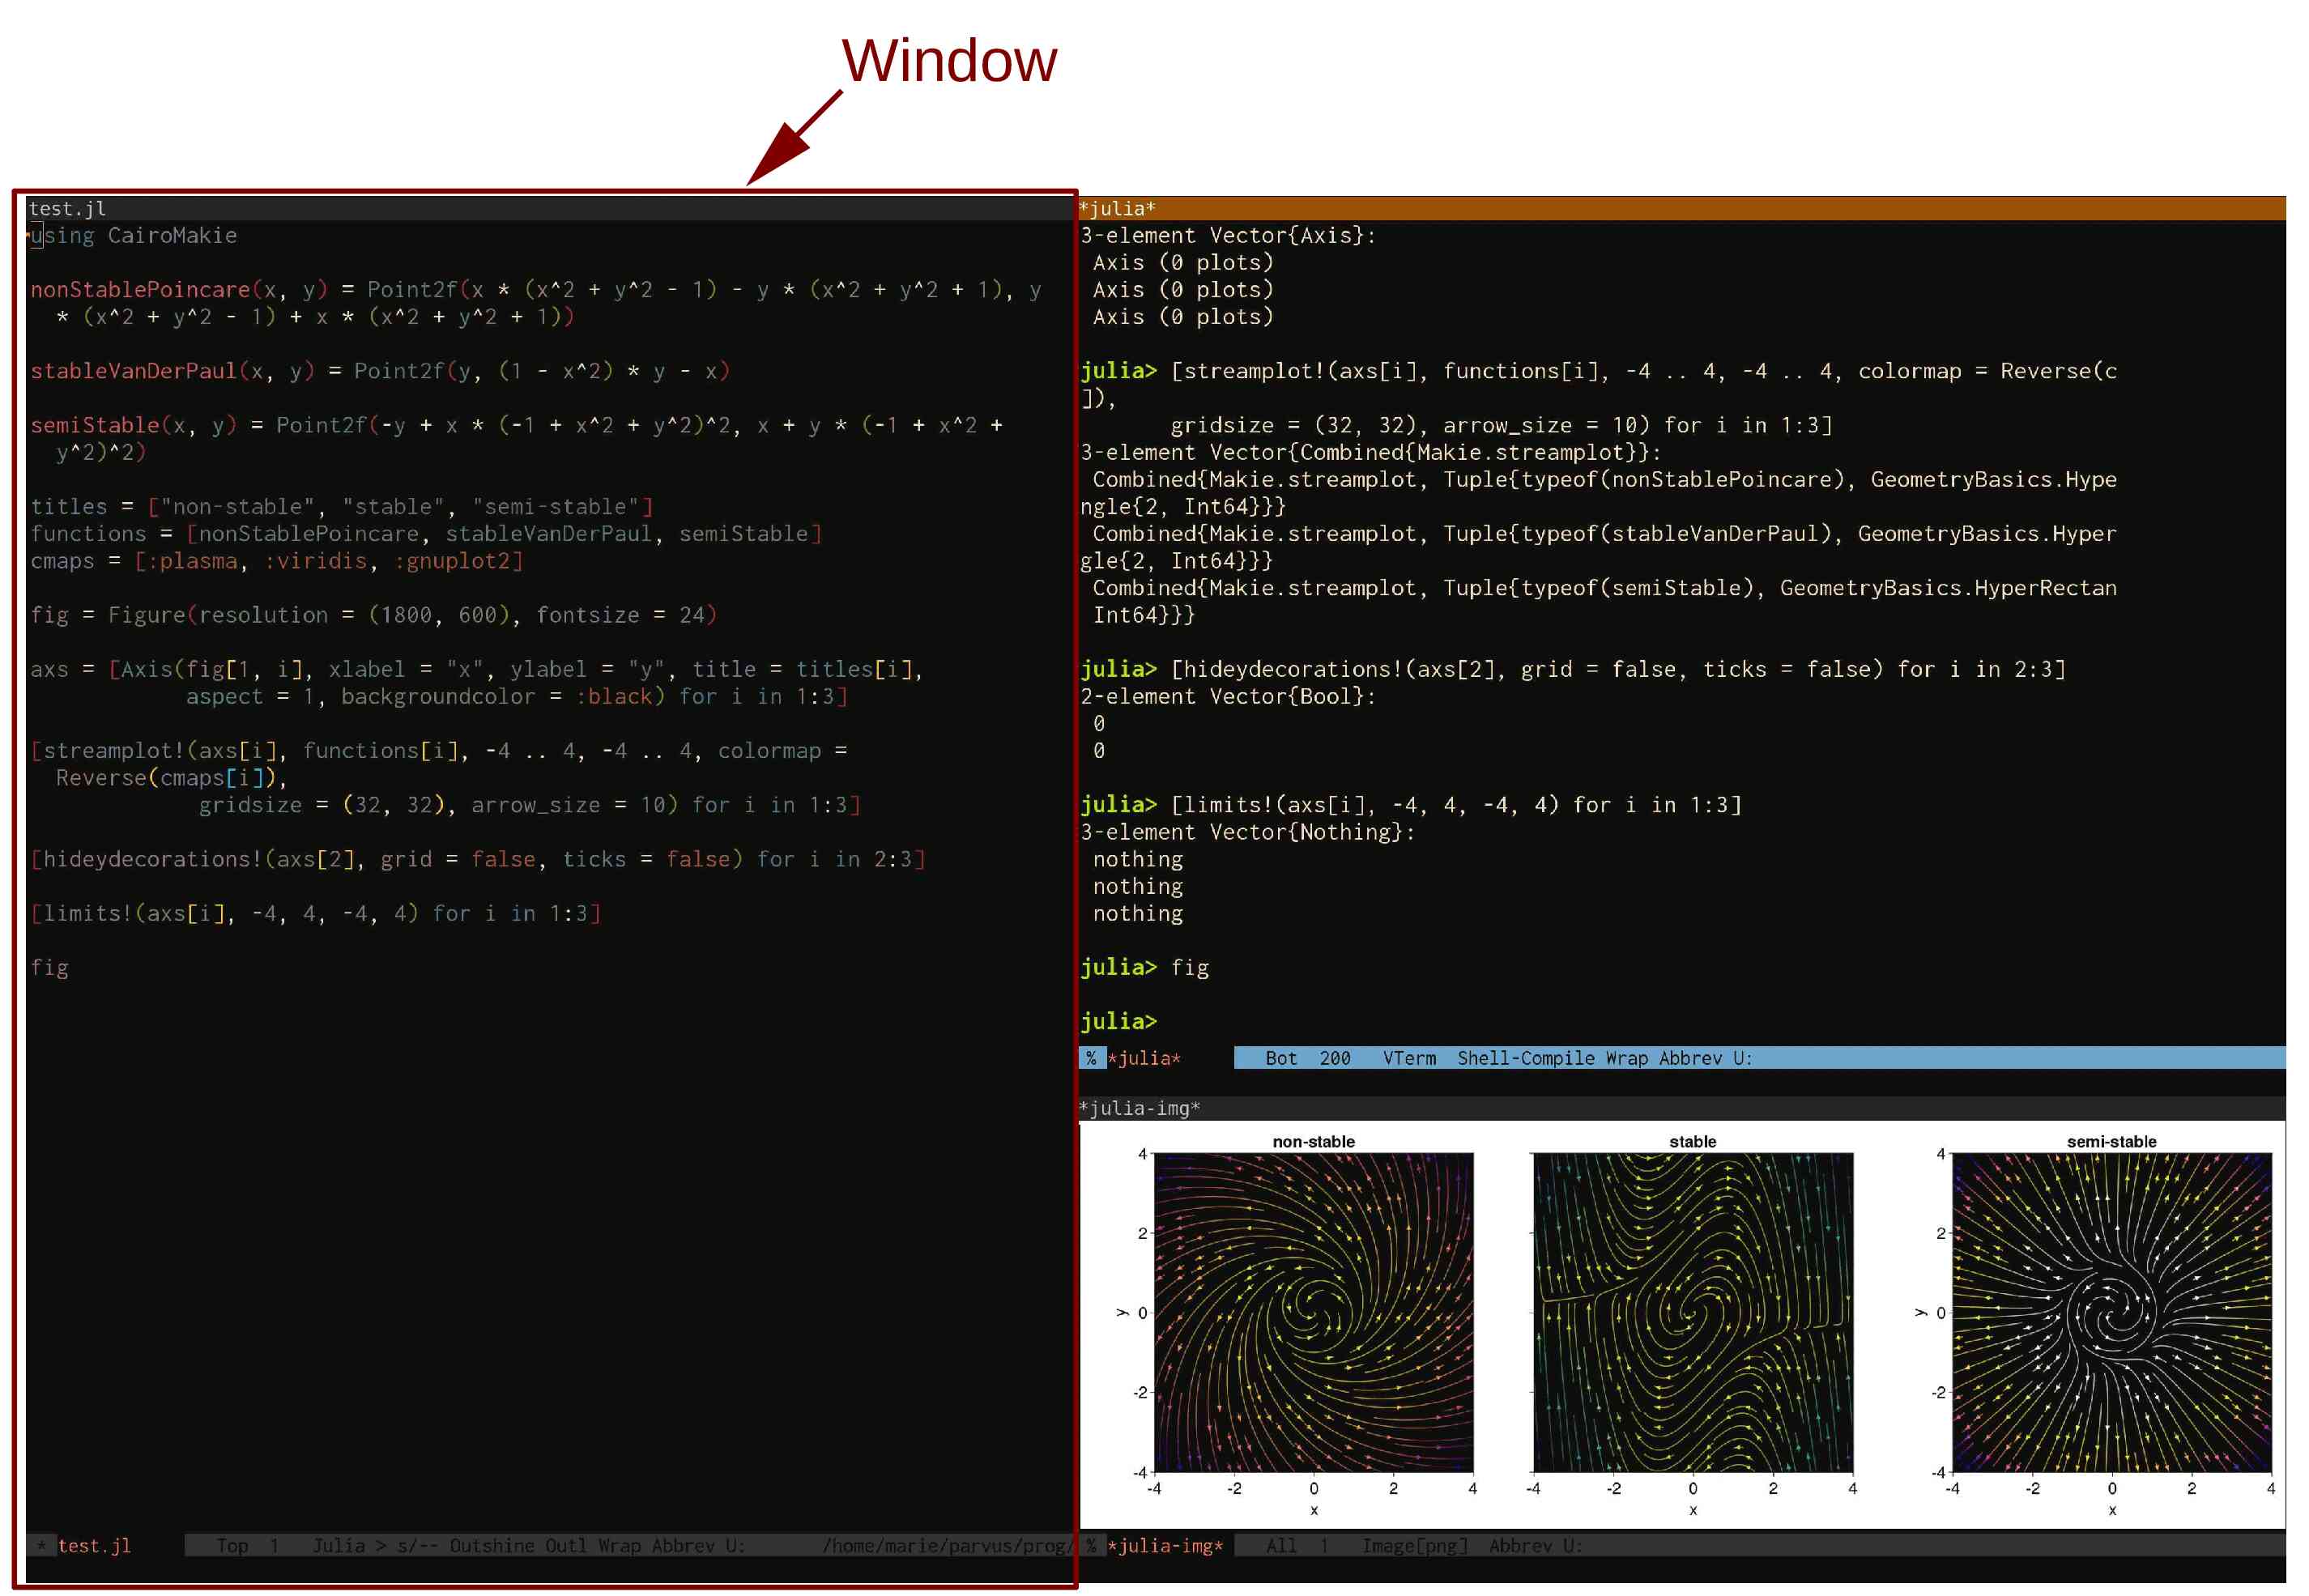 Window
test.jl
using CairoMakie
nonStablePoincare(x, y) = Point2f(x * (x^2 + y^2 - 1) - y * (x^2 + y^2 + 1), y
* (x^2 + y^2 - 1) + x * (x^2 + y^2 + 1))
stableVanDerPaul(x, y) = Point2f(y, (1 - x^2) * y - x)
semiStable(x, y) = Point2f(-y + x * (-1 + x^2 + y^2)^2, x + y * (-1 + x^2 +
y^2)^2)
titles = ["non-stable", "stable", "semi-stable"]
functions = [nonStablePoincare, stableVanDerPaul, semiStable]
cmaps = [:plasma, :viridis, :gnuplot2]
fig = Figure(resolution = (1800, 600), fontsize = 24)
axs = [Axis(fig[1, i], xlabel = "x", ylabel = "y", title = titles[i],
aspect = 1, backgroundcolor = :black) for i in 1:3]
[streamplot!(axs[i], functions[i], -4 .. 4, -4 .. 4, colormap =
Reverse(cmaps[i]),
gridsize = (32, 32), arrow_size = 10) for i in 1:3]
[hideydecorations!(axs[2], grid = false, ticks = false) for i in 2:3]
[limits!(axs[i], -4, 4, -4, 4) for i in 1:3]
fig
* test.jl Top 1 Julia > s/-- Outshine Outl Wrap Abbrev U: /home/marie/parvus/prog/
*julia*
3-element Vector{Axis}:
Axis (0 plots)
Axis (0 plots)
Axis (0 plots)
julia> [streamplot!(axs[i], functions[i], -4 .. 4, -4 .. 4, colormap = Reverse(c
]),
gridsize = (32, 32), arrow_size = 10) for i in 1:3]
3-element Vector{Combined{Makie.streamplot}}:
Combined{Makie.streamplot, Tuple{typeof(nonStablePoincare), GeometryBasics.Hype
ngle{2, Int64}}}
Combined{Makie.streamplot, Tuple{typeof(stableVanDerPaul), GeometryBasics.Hyper
gle{2, Int64}}}
Combined{Makie.streamplot, Tuple{typeof(semiStable), GeometryBasics.HyperRectan
Int64}}}
julia> [hideydecorations!(axs[2], grid = false, ticks = false) for i in 2:3]
2-element Vector{Bool}:
0
0
julia> [limits!(axs[i], -4, 4, -4, 4) for i in 1:3]
3-element Vector{Nothing}:
nothing
nothing
nothing
julia> fig
julia>
% *julia* Bot 200 VTerm Shell-Compile Wrap Abbrev U:
*julia-img*
non-stable stable semi-stable
4 4
2 2
y 0 y 0
-2 -2
-4 -4
-4 -2 0 2 4 -4 -2 0 2 4 -4 -2 0 2 4
x x x
% *julia-img* All 1 Image[png] Abbrev U: